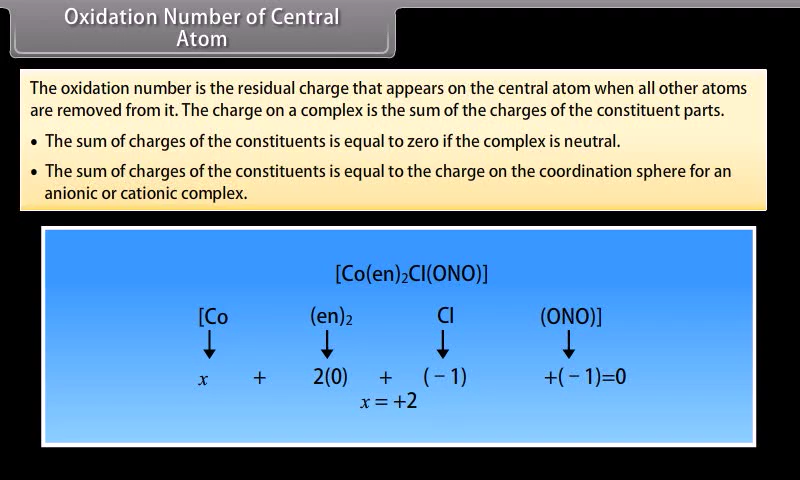 Oxidation Number of Central
Atom
The oxidation number is the residual charge that appears on the central atom when all other atoms
are removed from it. The charge on a complex is the sum of the charges of the constituent parts.
• The sum of charges of the constituents is equal to zero if the complex is neutral.
• The sum of charges of the constituents is equal to the charge on the coordination sphere for an
anionic or cationic complex.
[Co(en)₂Cl(ONO)]
[Co (en)₂ Cl (ONO)]
x + 2(0) + (−1) +(−1)=0
x = +2